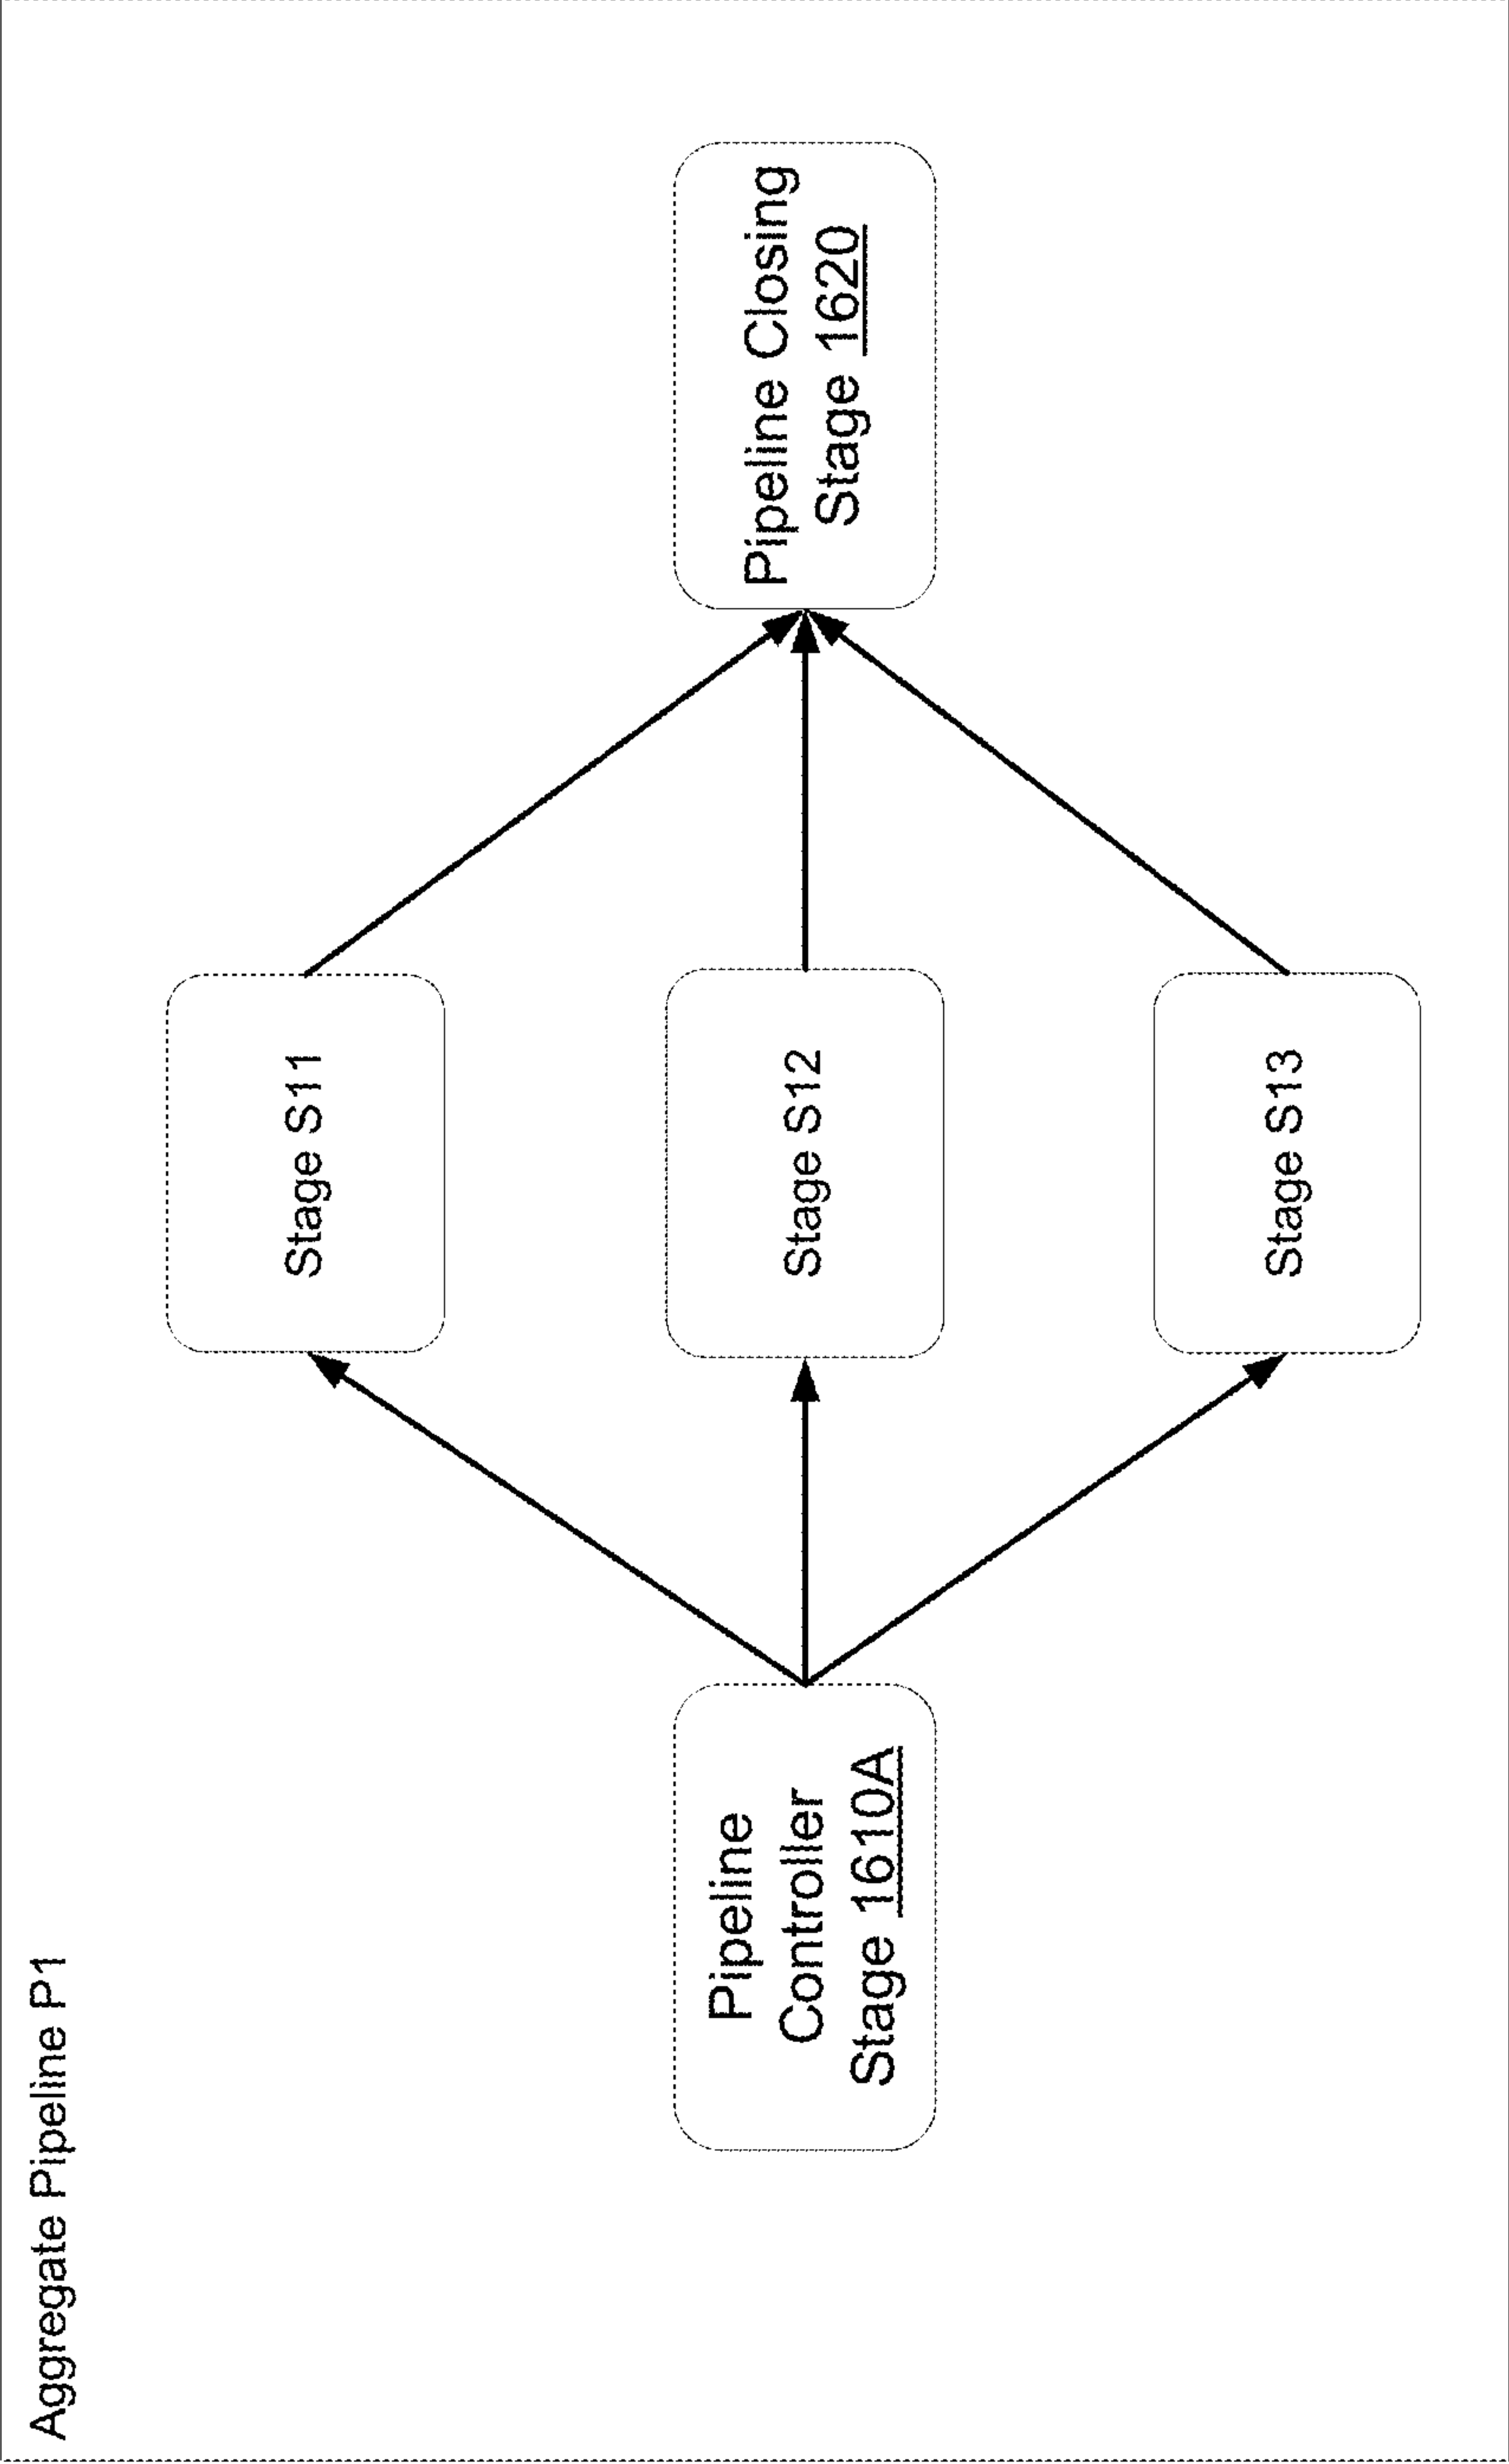 Aggregate Pipeline P1
Pipeline
Controller
Stage 1610A
Stage S11
Stage S12
Stage S13
Pipeline Closing
Stage 1620